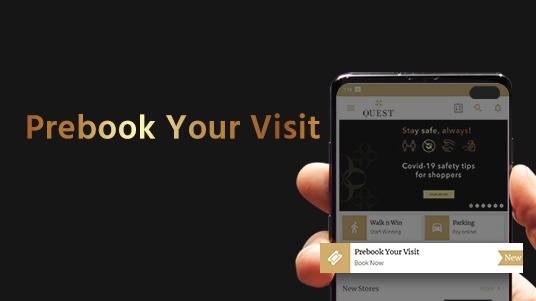 Prebook Your Visit
QUEST
Stay safe, always!
Covid-19 safety tips
for shoppers
Walk n Win
Start Winning
Parking
Pay online!
Prebook Your Visit
Book Now
New
New Stores
more